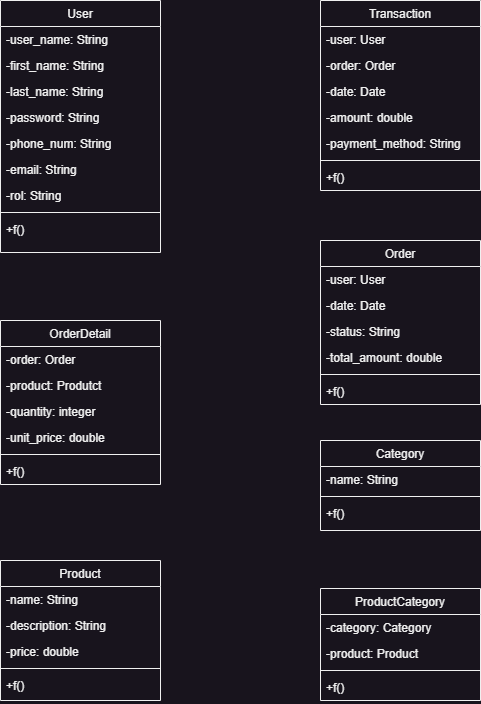 User
-user_name: String
-first_name: String
-last_name: String
-password: String
-phone_num: String
-email: String
-rol: String
+f()
Transaction
-user: User
-order: Order
-date: Date
-amount: double
-payment_method: String
+f()
Order
-user: User
-date: Date
-status: String
-total_amount: double
+f()
OrderDetail
-order: Order
-product: Produtct
-quantity: integer
-unit_price: double
+f()
Category
-name: String
+f()
Product
-name: String
-description: String
-price: double
+f()
ProductCategory
-category: Category
-product: Product
+f()